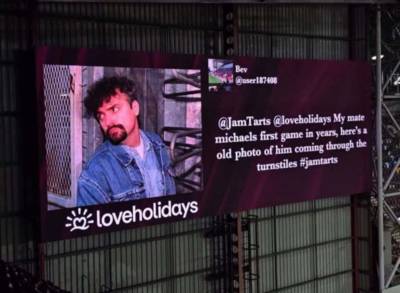 Bev
@user187408
@JamTarts @loveholidays My mate
michaels first game in years, here's a
old photo of him coming through the
turnstiles #jamtarts
loveholidays